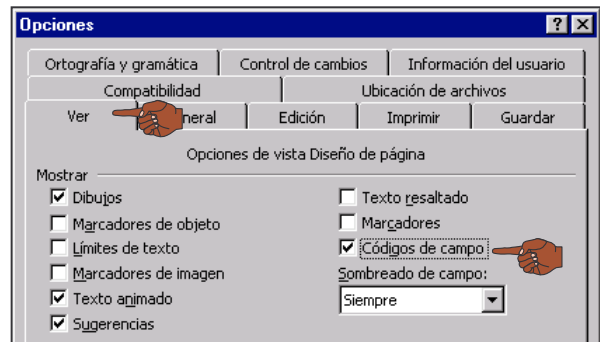 Opciones
Ortografía y gramática Control de cambios Información del usuario
Compatibilidad Ubicación de archivos
Ver neral Edición Imprimir Guardar
Opciones de vista Diseño de página
Mostrar
Dibujos Texto resaltado
Marcadores de objeto Marcadores
Límites de texto Códigos de campo
Marcadores de imagen Sombreado de campo:
Texto animado Siempre
Sugerencias